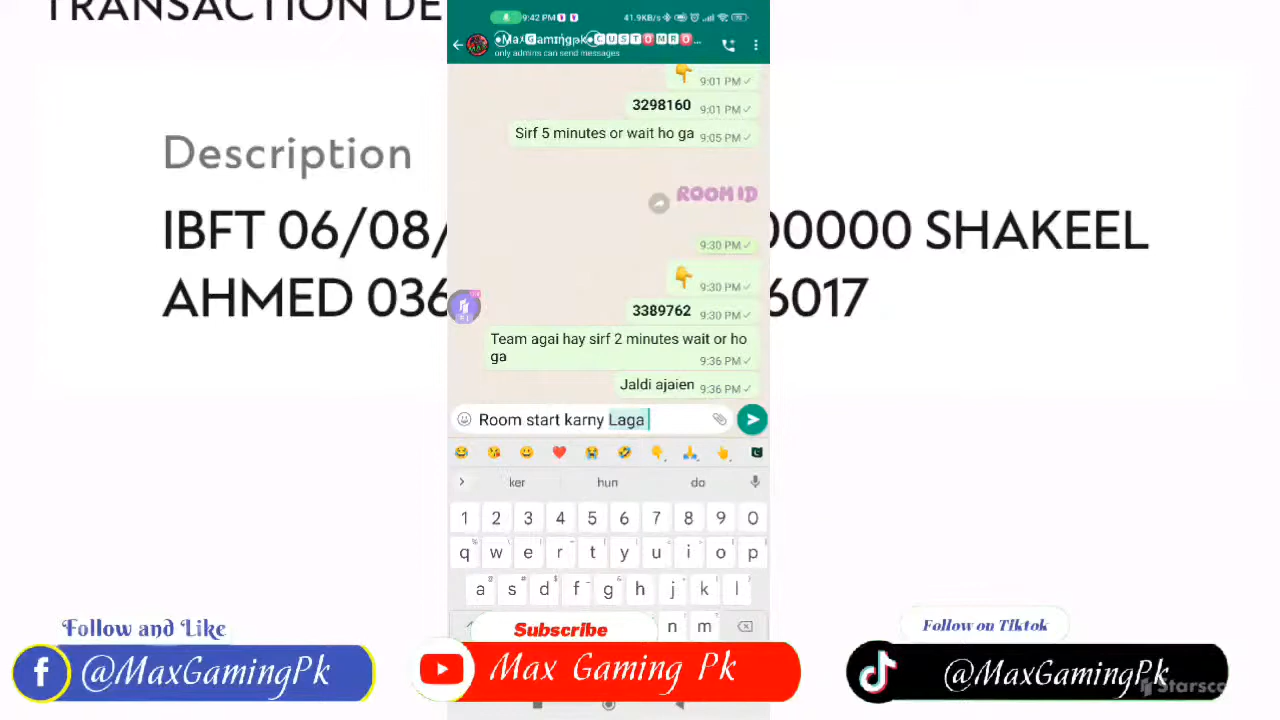 TRANSACTION DE
9:42 PM
41.9KB/s
only admins can send messages
9:01 PM
3298160 9:01 PM
Sirf 5 minutes or wait ho ga 9:05 PM
Description
ROOM ID
IBFT 06/08/ 00000 SHAKEEL
9:30 PM
9:30 PM
AHMED 036 6017
3389762 9:30 PM
Team agai hay sirf 2 minutes wait or ho
ga 9:36 PM
Jaldi ajaien 9:36 PM
Room start karny Laga
ker hun do
1 2 3 4 5 6 7 8 9 0
q w e r t y u i o p
a s d f g h j k l
n m
Follow and Like
Subscribe
Follow on Tiktok
@MaxGamingPk
Max Gaming Pk
@MaxGamingPk